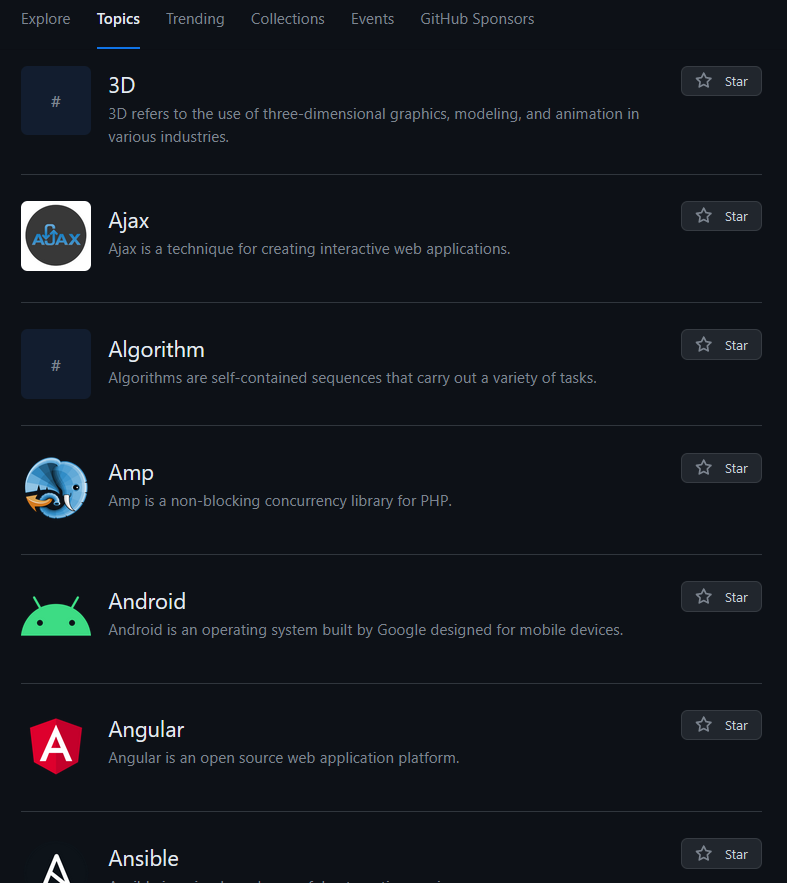 Explore Topics Trending Collections Events GitHub Sponsors
#
3D
Star
3D refers to the use of three-dimensional graphics, modeling, and animation in
various industries.
AJAX
Ajax
Star
Ajax is a technique for creating interactive web applications.
#
Algorithm
Star
Algorithms are self-contained sequences that carry out a variety of tasks.
Amp
Star
Amp is a non-blocking concurrency library for PHP.
Android
Star
Android is an operating system built by Google designed for mobile devices.
A
Angular
Star
Angular is an open source web application platform.
A
Ansible
Star